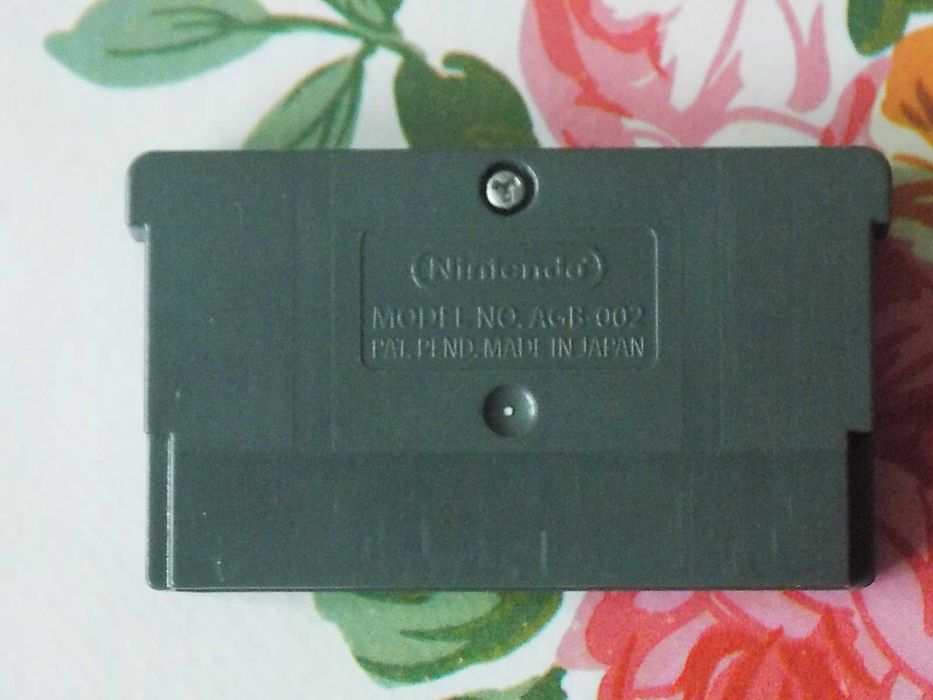 Nintendo®
MODEL NO. AGB-002
PAT. PEND. MADE IN JAPAN